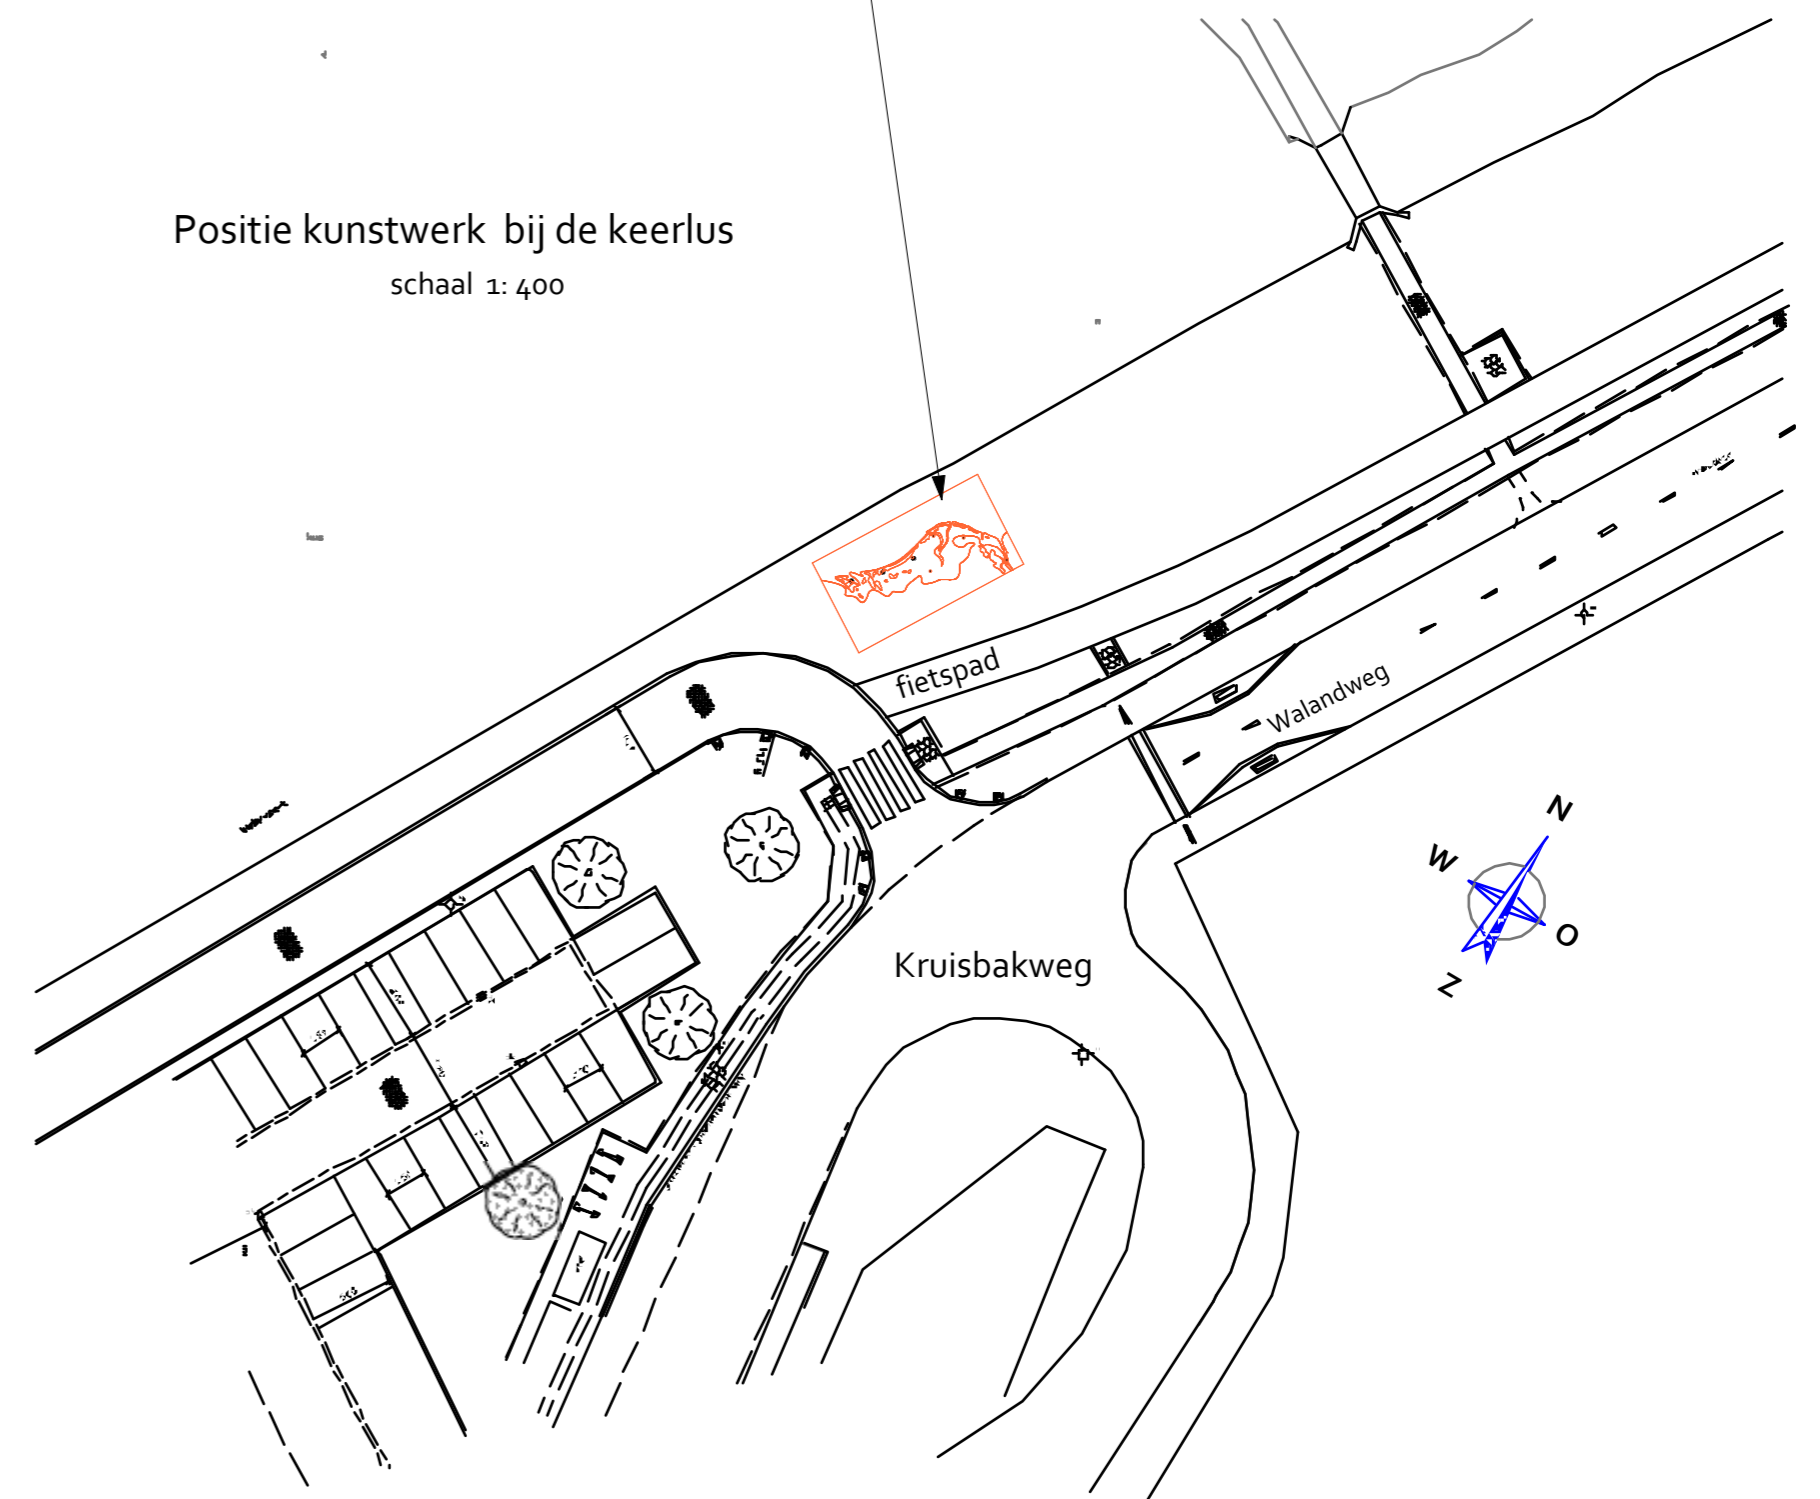 Positie kunstwerk bij de keerlus
schaal 1: 400
fietspad
Walandweg
Kruisbakweg
N
W
O
Z